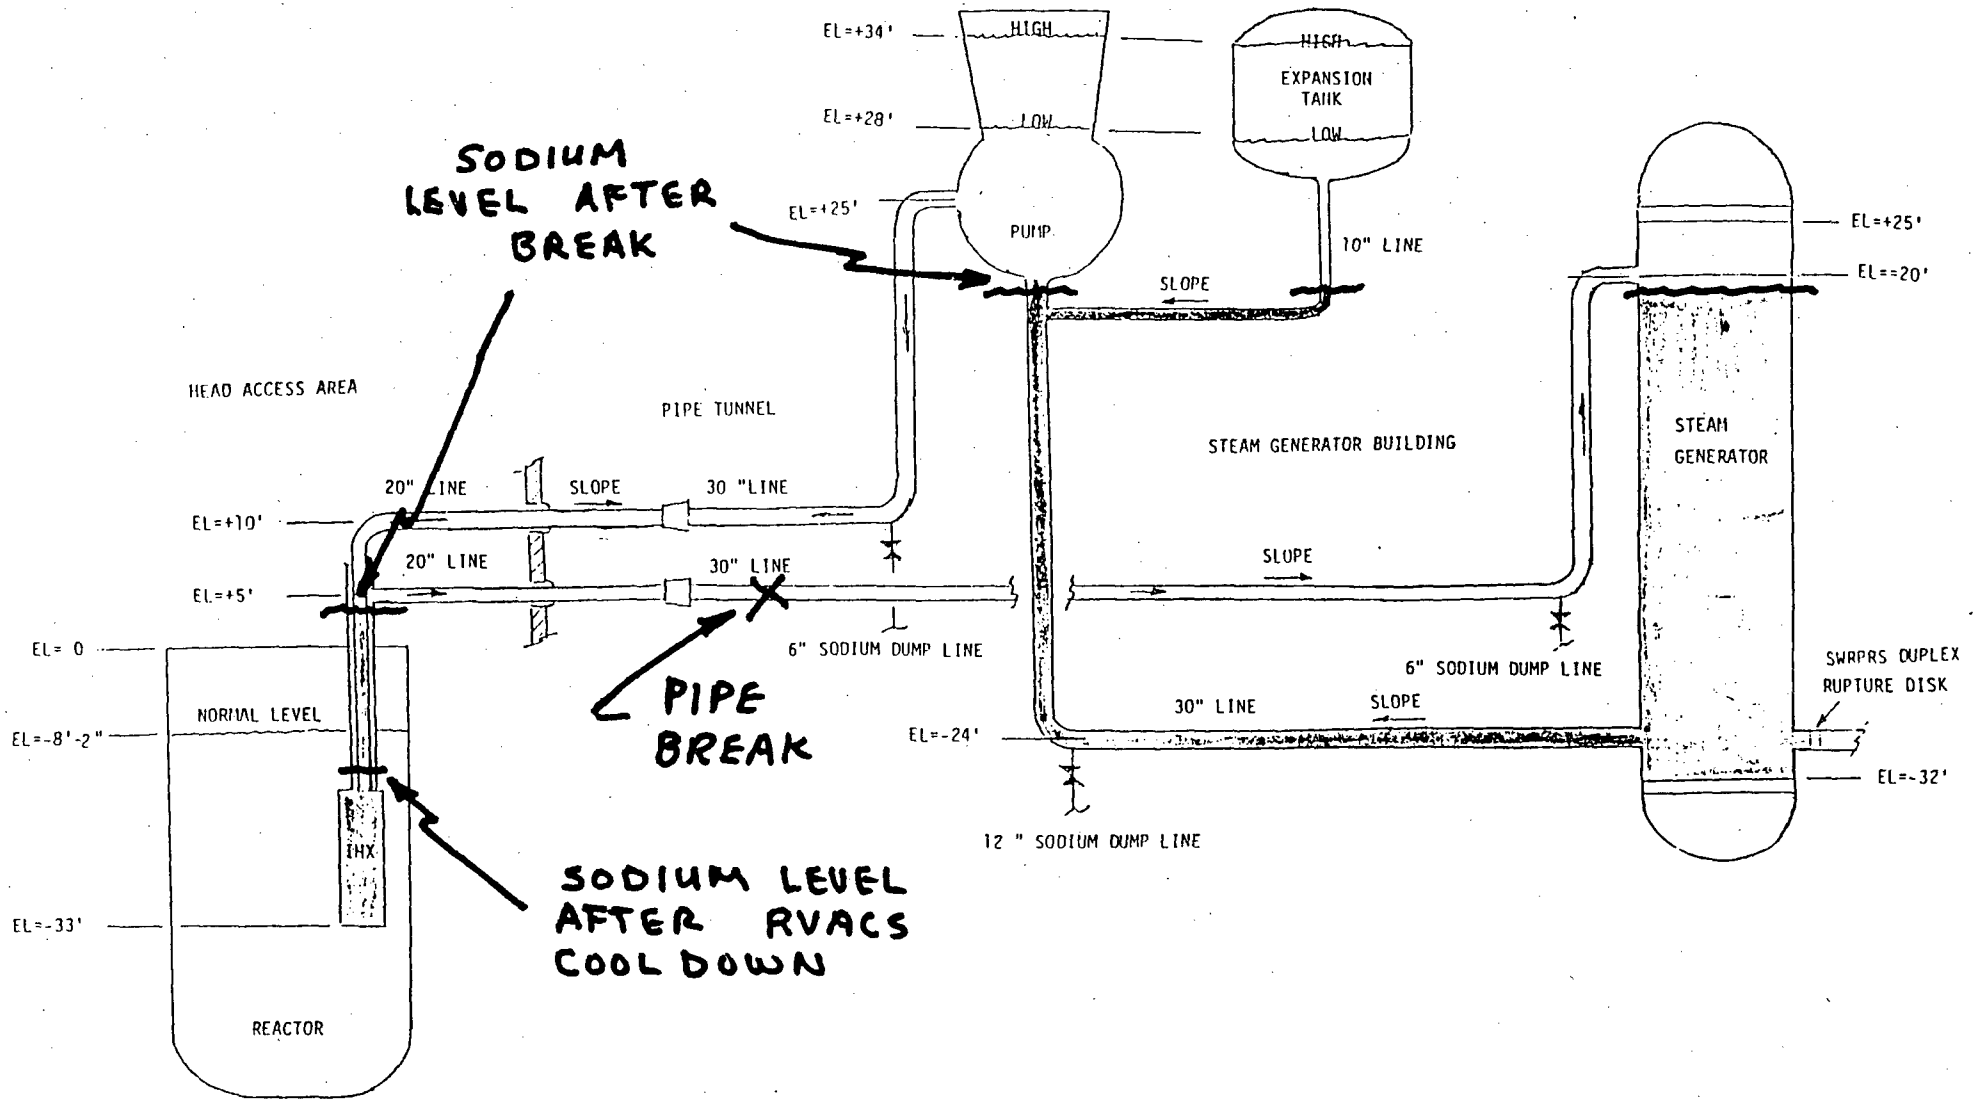 EL=+34'
HIGH
HIGH
EXPANSION
TANK
EL=+28'
LOW
LOW
SODIUM
LEVEL AFTER
BREAK
EL=+25'
PUMP
10" LINE
SLOPE
EL=+25'
EL==20'
HEAD ACCESS AREA
PIPE TUNNEL
STEAM GENERATOR BUILDING
STEAM
GENERATOR
20" LINE
SLOPE
30 "LINE
EL=+10'
20" LINE
30" LINE
SLOPE
EL=+5'
EL= 0
6" SODIUM DUMP LINE
6" SODIUM DUMP LINE
SWRPRS DUPLEX
RUPTURE DISK
PIPE
BREAK
NORMAL LEVEL
EL=-8'-2"
30" LINE
SLOPE
EL=-24'
EL=-32'
12 " SODIUM DUMP LINE
IHX
SODIUM LEVEL
AFTER RVACS
COOL DOWN
EL=-33'
REACTOR